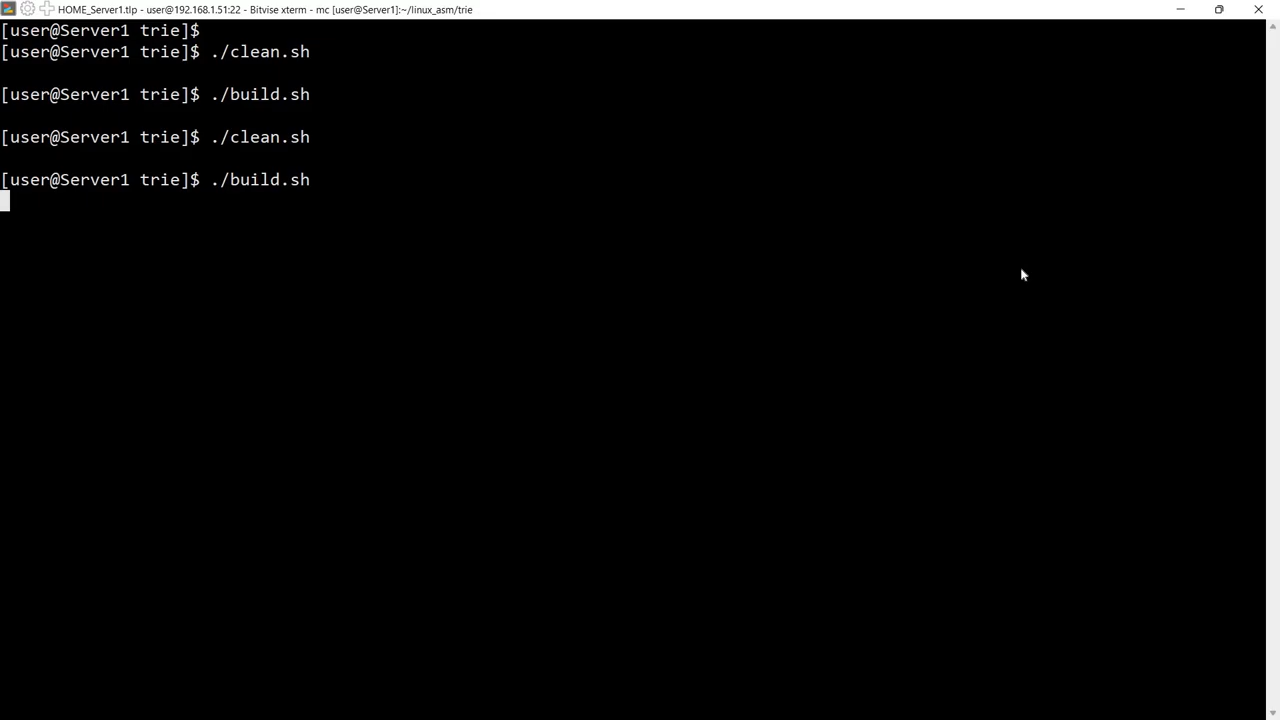 HOME_Server1.tlp - user@192.168.1.51:22 - Bitvise xterm - mc [user@Server1]:~/linux_asm/trie
[user@Server1 trie]$
[user@Server1 trie]$ ./clean.sh
[user@Server1 trie]$ ./build.sh
[user@Server1 trie]$ ./clean.sh
[user@Server1 trie]$ ./build.sh